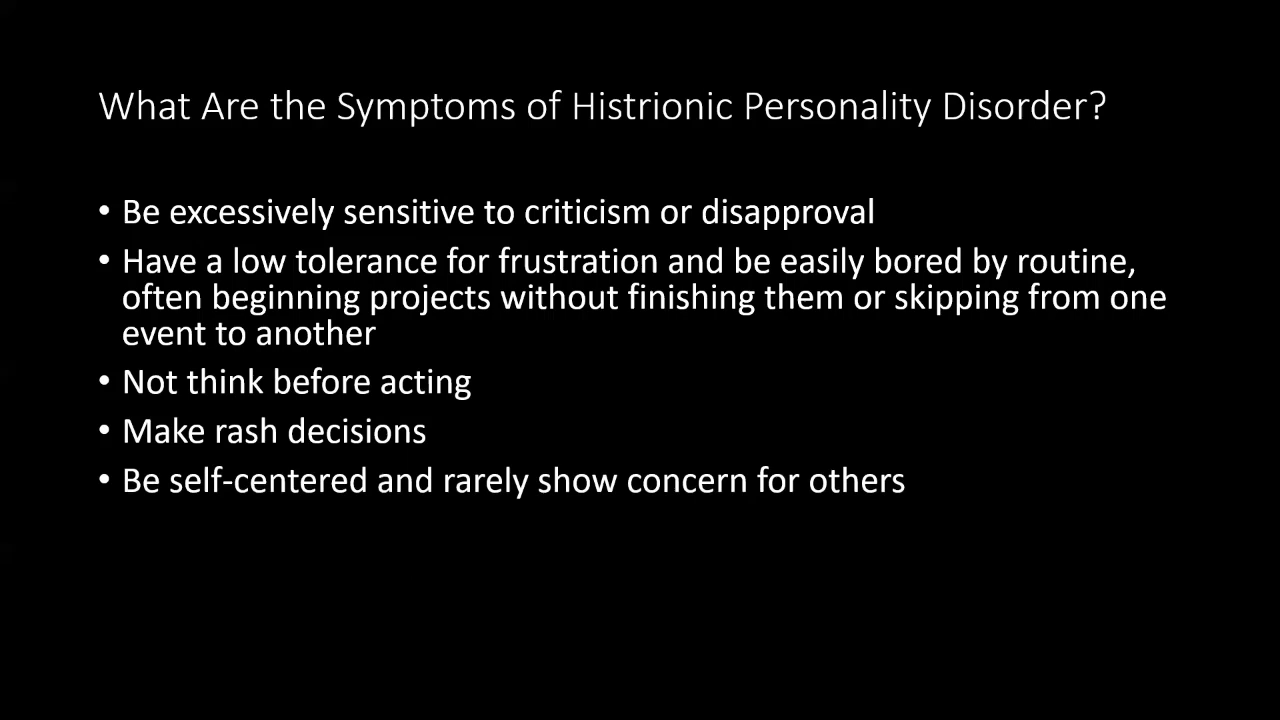 What Are the Symptoms of Histrionic Personality Disorder?
• Be excessively sensitive to criticism or disapproval
• Have a low tolerance for frustration and be easily bored by routine,
often beginning projects without finishing them or skipping from one
event to another
• Not think before acting
• Make rash decisions
• Be self-centered and rarely show concern for others